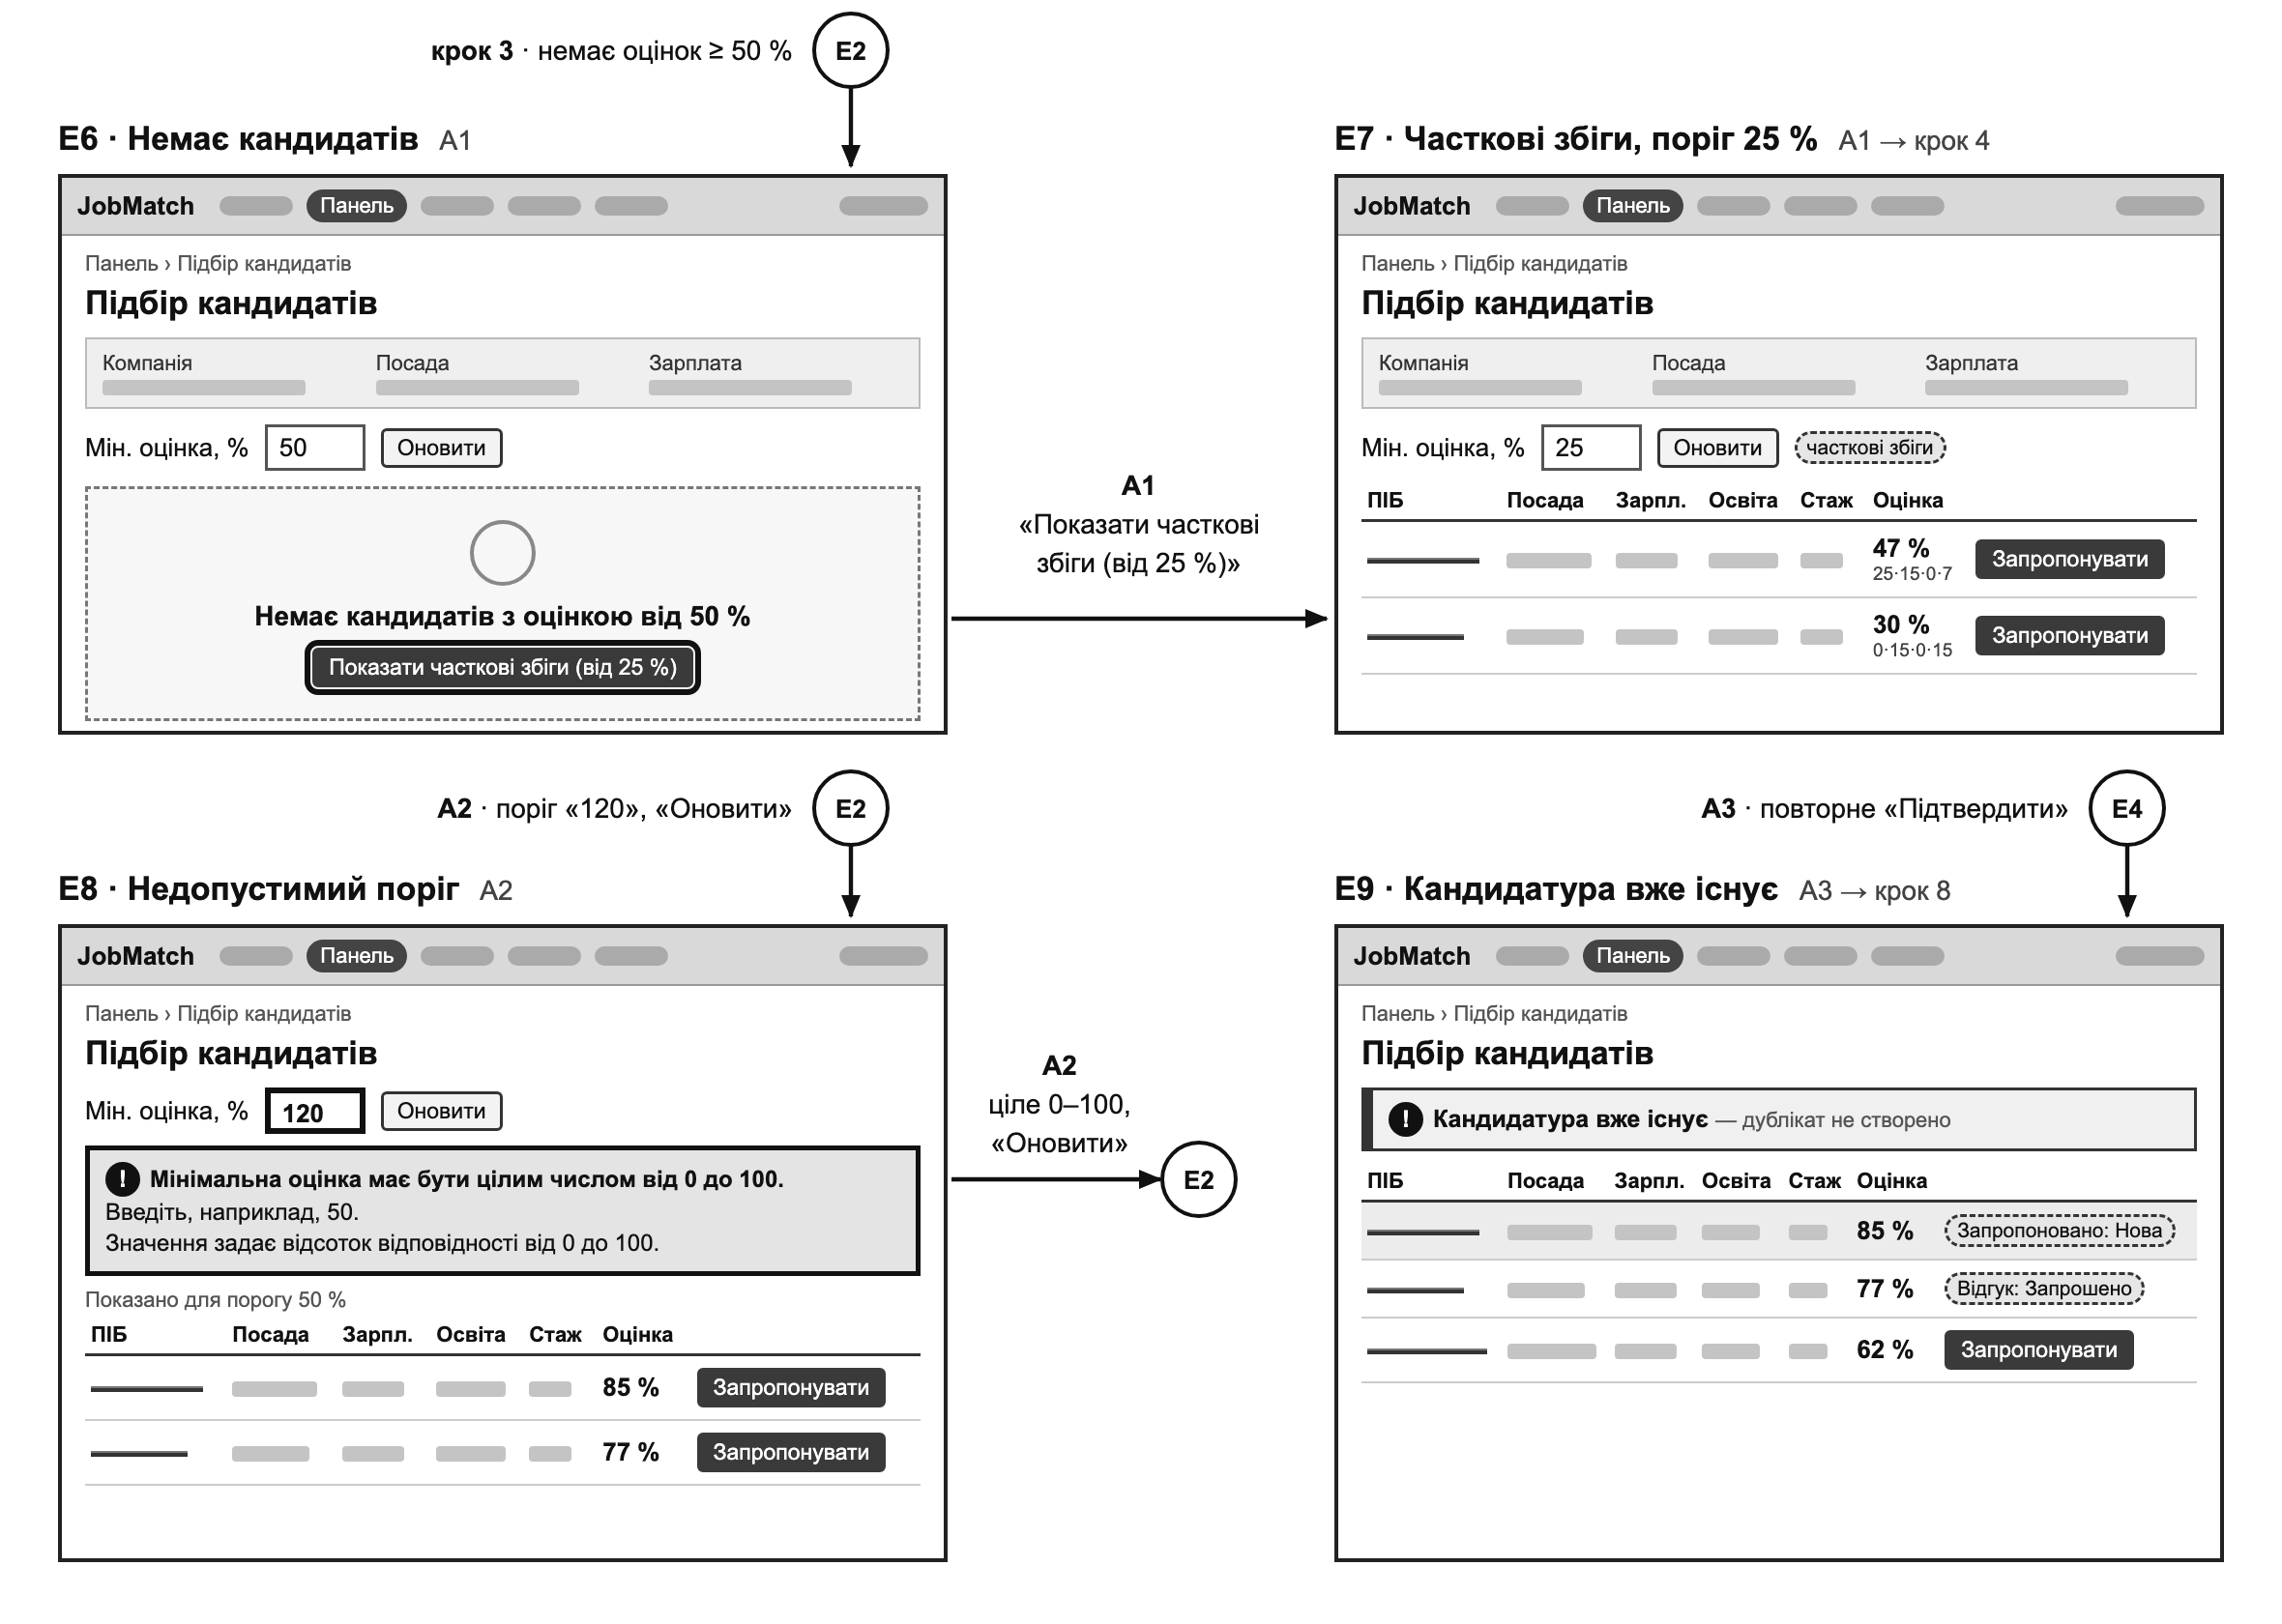 крок 3 · немає оцінок ≥ 50 %
E2
E6 · Немає кандидатів A1
JobMatch Панель
Панель › Підбір кандидатів
Підбір кандидатів
Компанія Посада Зарплата
Мін. оцінка, % 50 Оновити
Немає кандидатів з оцінкою від 50 %
Показати часткові збіги (від 25 %)
A1
«Показати часткові
збіги (від 25 %)»
E7 · Часткові збіги, поріг 25 % A1 → крок 4
JobMatch Панель
Панель › Підбір кандидатів
Підбір кандидатів
Компанія Посада Зарплата
Мін. оцінка, % 25 Оновити часткові збіги
ПІБ Посада Зарпл. Освіта Стаж Оцінка
47 % Запропонувати
25·15·0·7
30 % Запропонувати
0·15·0·15
A2 · поріг «120», «Оновити»
E2
E8 · Недопустимий поріг A2
JobMatch Панель
Панель › Підбір кандидатів
Підбір кандидатів
Мін. оцінка, % 120 Оновити
! Мінімальна оцінка має бути цілим числом від 0 до 100.
Введіть, наприклад, 50.
Значення задає відсоток відповідності від 0 до 100.
Показано для порогу 50 %
ПІБ Посада Зарпл. Освіта Стаж Оцінка
85 % Запропонувати
77 % Запропонувати
A2
ціле 0–100,
«Оновити»
E2
A3 · повторне «Підтвердити»
E4
E9 · Кандидатура вже існує A3 → крок 8
JobMatch Панель
Панель › Підбір кандидатів
Підбір кандидатів
! Кандидатура вже існує — дублікат не створено
ПІБ Посада Зарпл. Освіта Стаж Оцінка
85 % Запропоновано: Нова
77 % Відгук: Запрошено
62 % Запропонувати